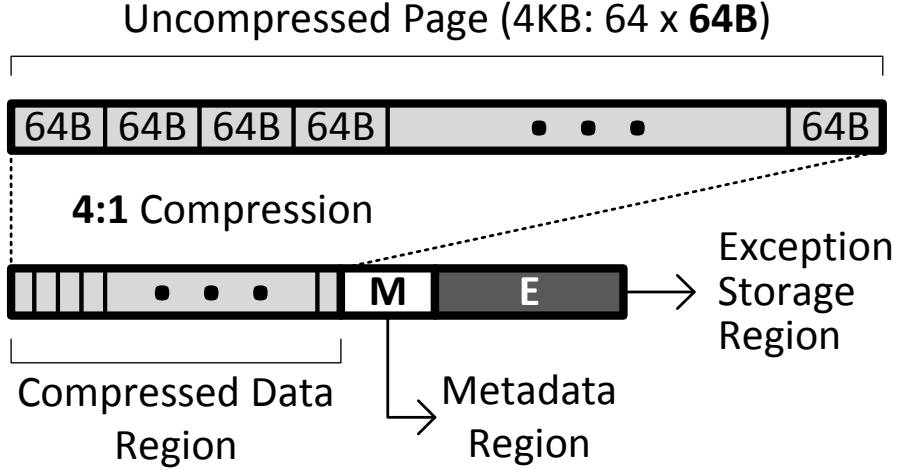 Uncompressed Page (4KB: 64 x 64B)
64B 64B 64B 64B • • • 64B
4:1 Compression
• • • M E
Exception
Storage
Region
Compressed Data
Region
Metadata
Region